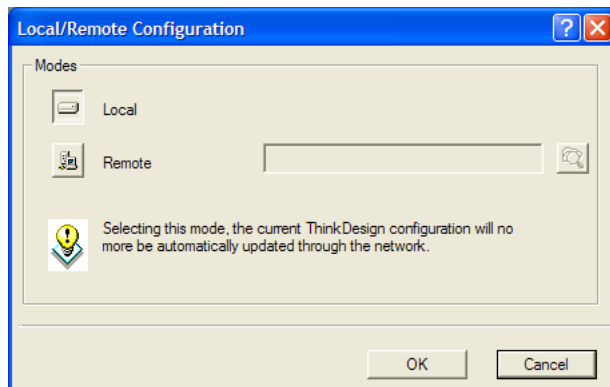 Local/Remote Configuration
Modes
Local
Remote
Selecting this mode, the current ThinkDesign configuration will no
more be automatically updated through the network.
OK
Cancel